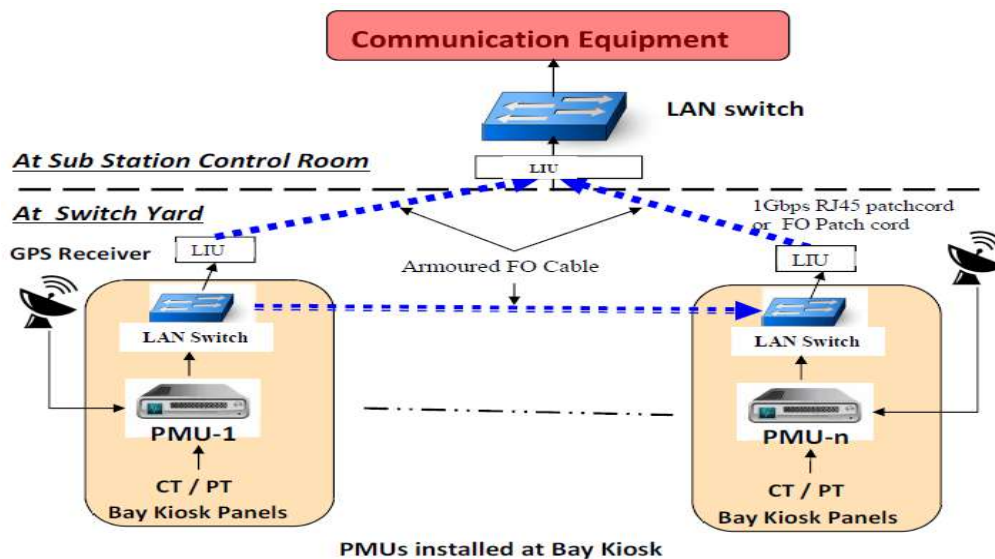 Communication Equipment
LAN switch
LIU
At Sub Station Control Room
At Switch Yard
1Gbps RJ45 patchcord
or FO Patch cord
GPS Receiver
LIU
Armoured FO Cable
LIU
LAN Switch
LAN Switch
PMU-1
PMU-n
CT / PT
Bay Kiosk Panels
CT / PT
Bay Kiosk Panels
PMUs installed at Bay Kiosk